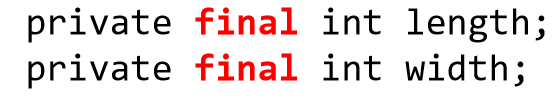 private final int length;
private final int width;